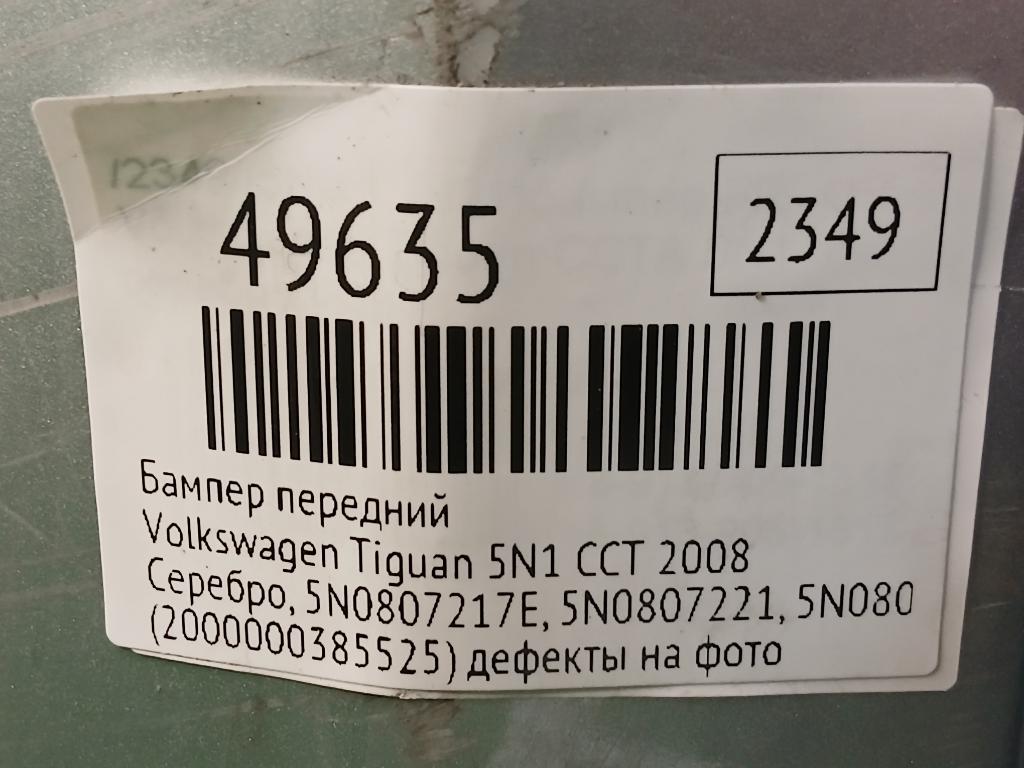 49635
2349
Бампер передний
Volkswagen Tiguan 5N1 CCT 2008
Серебро, 5N0807217E, 5N0807221, 5N080
(2000000385525) дефекты на фото